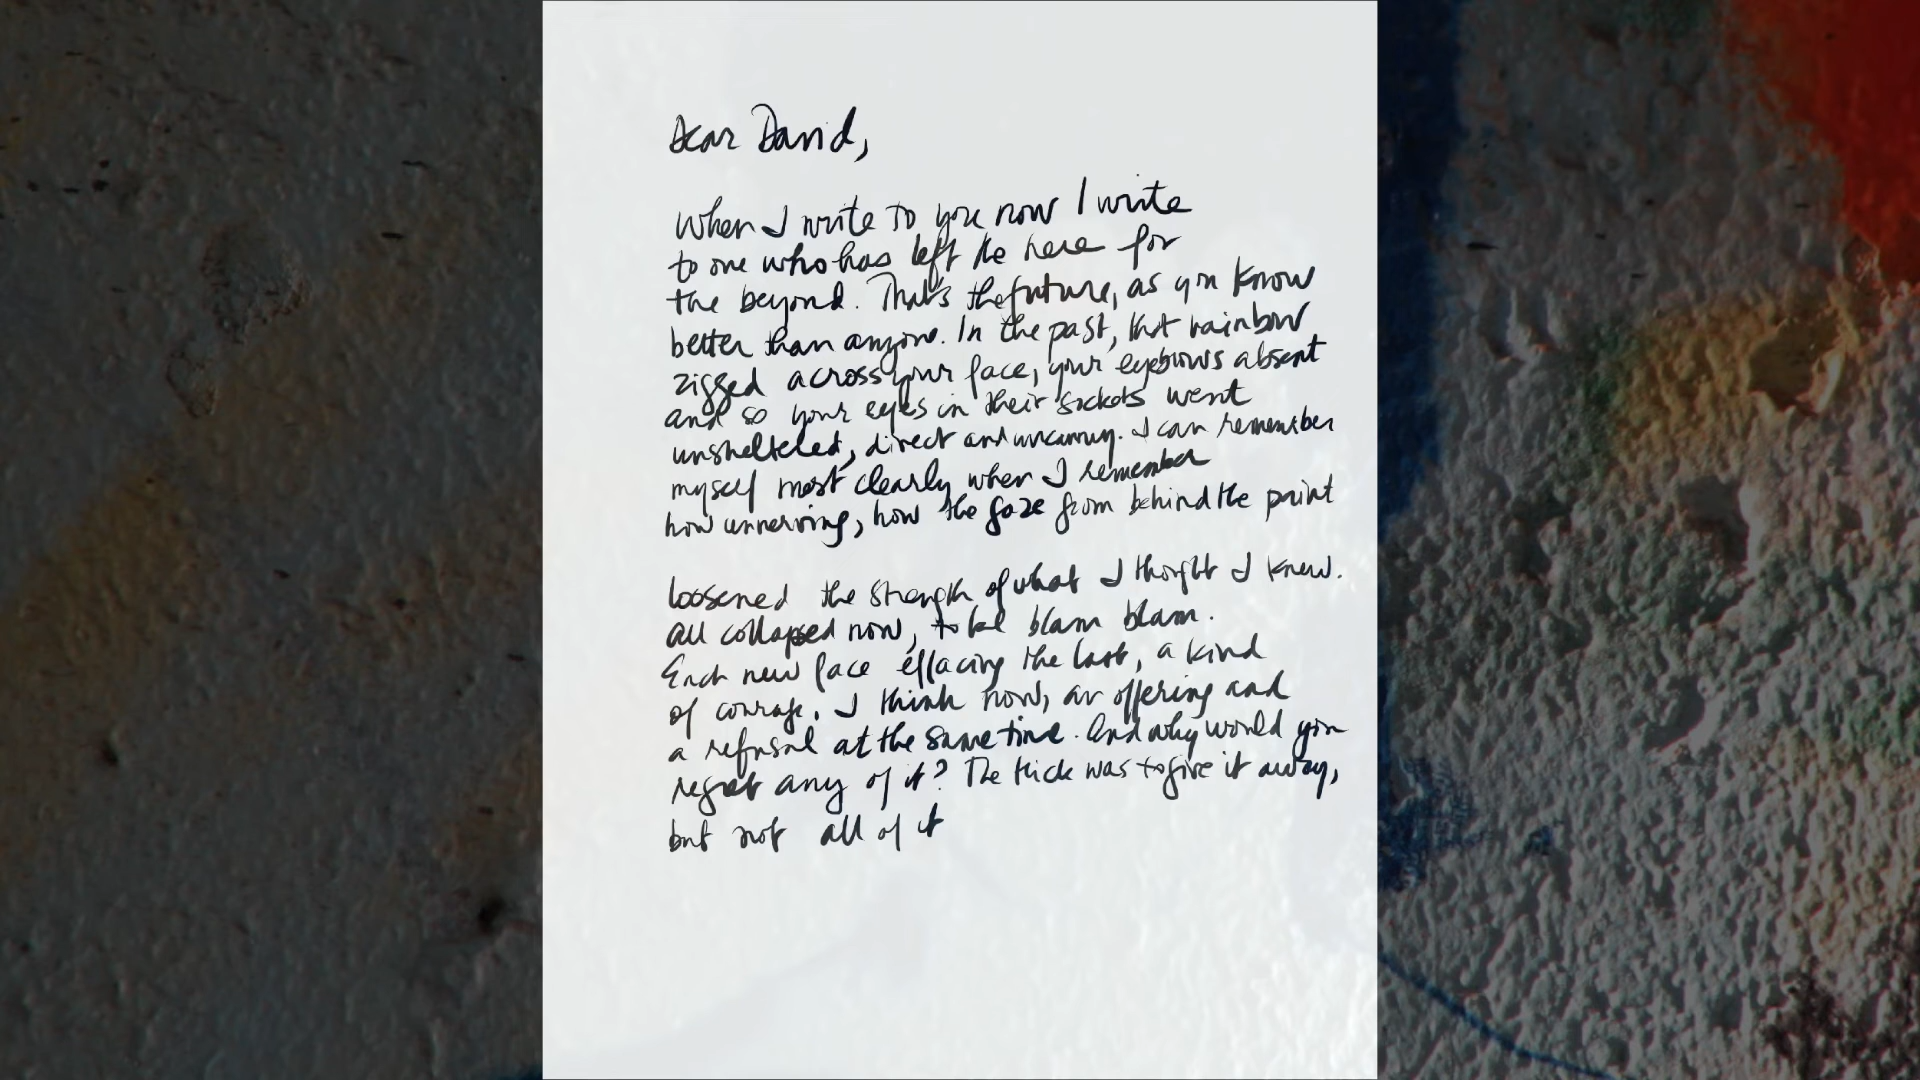 Dear David,
When I write to you now I write
to one who has left the here for
the beyond. That's the future, as you know
better than anyone. In the past, that rainbow
zigged across your face, your eyebrows absent
and so your eyes in their sockets went
unsheltered, direct and uncanny. I can remember
myself most clearly when I remember
how unnerving, how the gaze from behind the paint
loosened the strength of what I thought I knew.
All collapsed now, blam blam.
Each new face effacing the last, a kind
of courage, I think now, an offering and
a refusal at the same time. And why would you
regret any of it? The trick was to give it away,
but not all of it